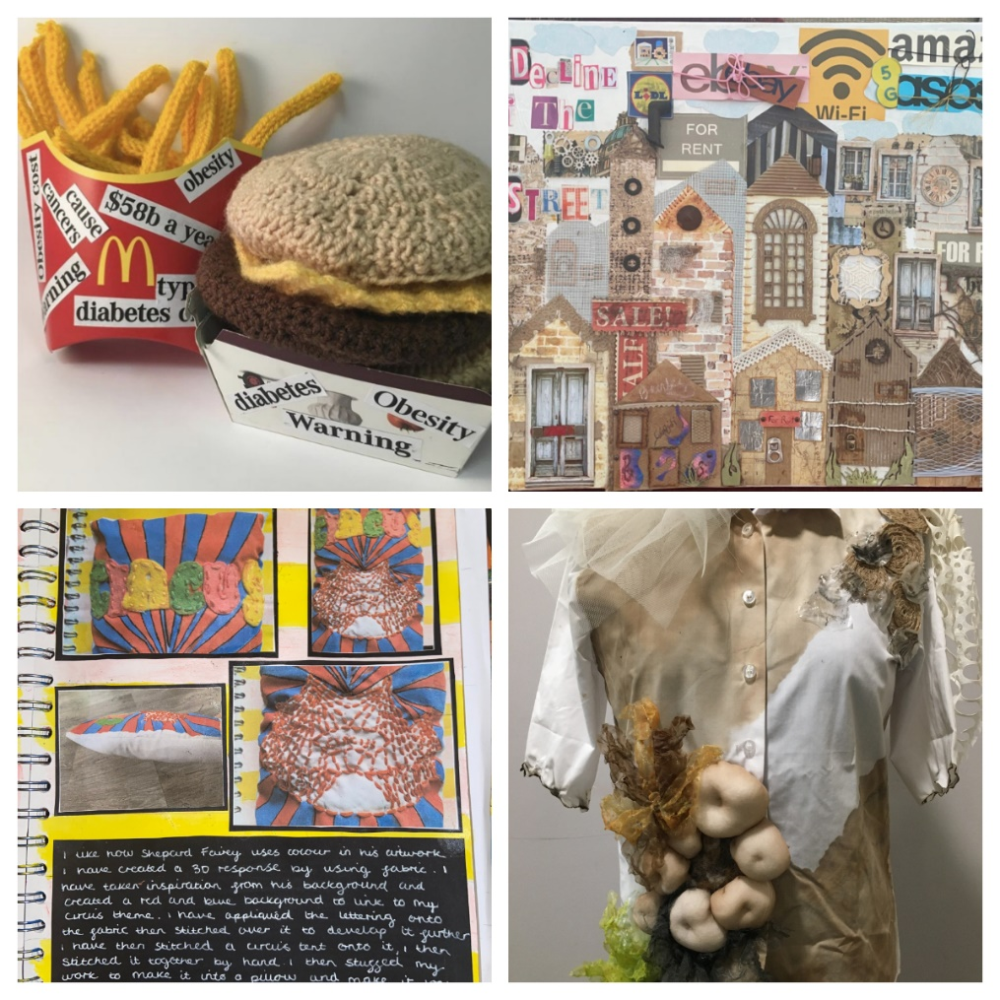 obesity
Obesity cost
cause
cancers
$58b a yea
M
arning
typ
diabetes
diabetes
Obesity
Warning
DecLiNE
The
STREET
LIDL
ebay
Wi-Fi
5
G
amaz
asos
FOR
RENT
FOR R
SALE!
SALE
For Rent
I like how Shepard Fairey uses colour in his artwork
I have created a 3D response by using fabric. I
have taken inspiration from his background and
created a red and blue background to link to my
circus theme. I have appliquéd the lettering onto
the fabric then stitched over it to develop it further
I have then stitched a circus tent onto it, I then
stitched it together by hand. I then stuffed my
work to make it into a pillow and make it